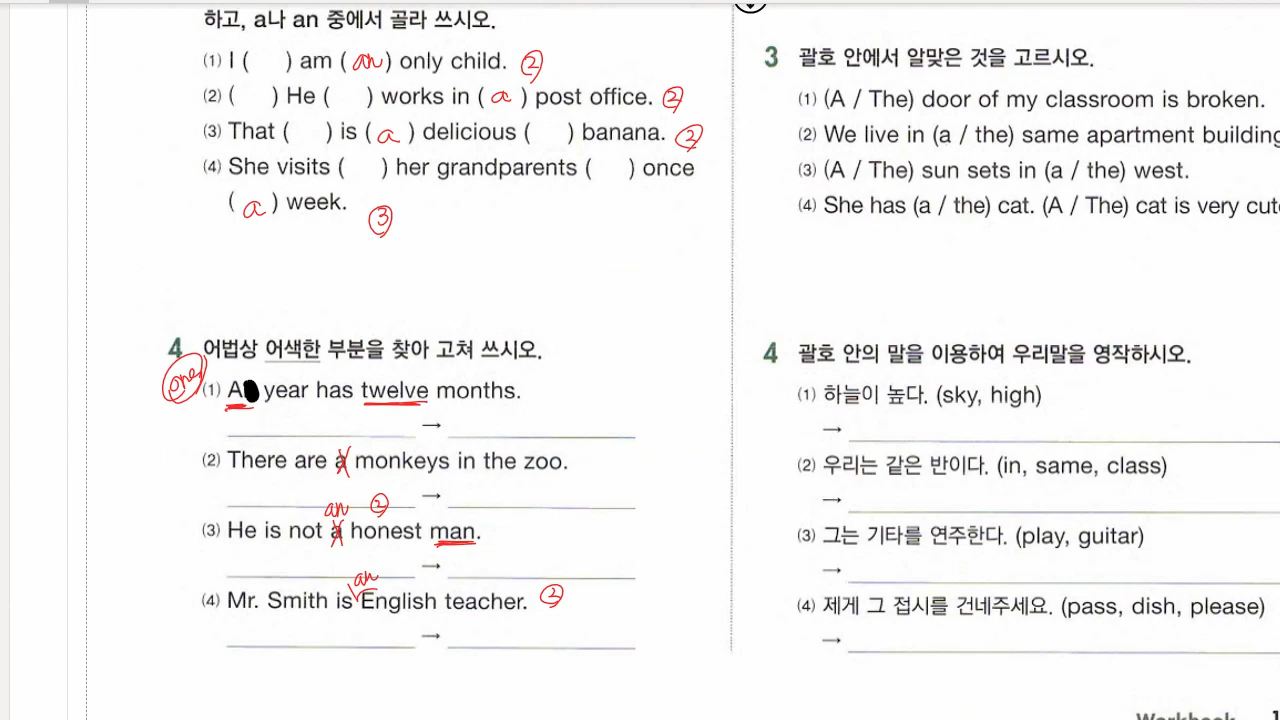 하고, a나 an 중에서 골라 쓰시오.
(1) I ( ) am ( an ) only child. ②
(2) ( ) He ( ) works in ( a ) post office. ②
(3) That ( ) is ( a ) delicious ( ) banana. ②
(4) She visits ( ) her grandparents ( ) once
( a ) week. ③
4 어법상 어색한 부분을 찾아 고쳐 쓰시오.
one
(1) A year has twelve months.
→
(2) There are a monkeys in the zoo.
→
an ②
(3) He is not a honest man.
→
an
(4) Mr. Smith is English teacher. ②
→
3 괄호 안에서 알맞은 것을 고르시오.
(1) (A / The) door of my classroom is broken.
(2) We live in (a / the) same apartment building
(3) (A / The) sun sets in (a / the) west.
(4) She has (a / the) cat. (A / The) cat is very cut
4 괄호 안의 말을 이용하여 우리말을 영작하시오.
(1) 하늘이 높다. (sky, high)
→
(2) 우리는 같은 반이다. (in, same, class)
→
(3) 그는 기타를 연주한다. (play, guitar)
→
(4) 제게 그 접시를 건네주세요. (pass, dish, please)
→
Workbook 1